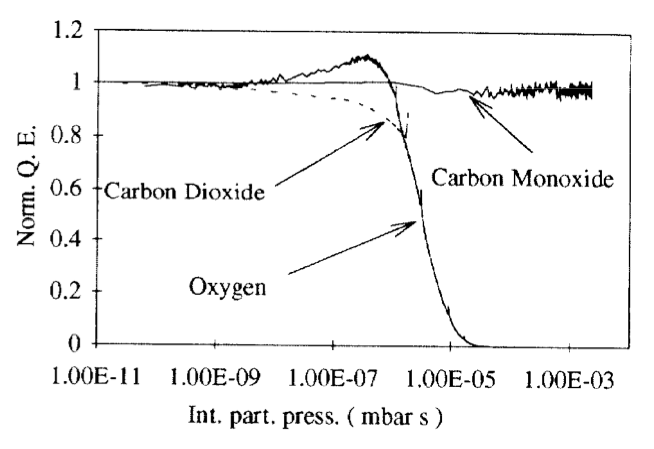 1.2
1
0.8
0.6
0.4
0.2
0
Norm. Q. E.
Carbon Dioxide
Carbon Monoxide
Oxygen
1.00E-11 1.00E-09 1.00E-07 1.00E-05 1.00E-03
Int. part. press. ( mbar s )